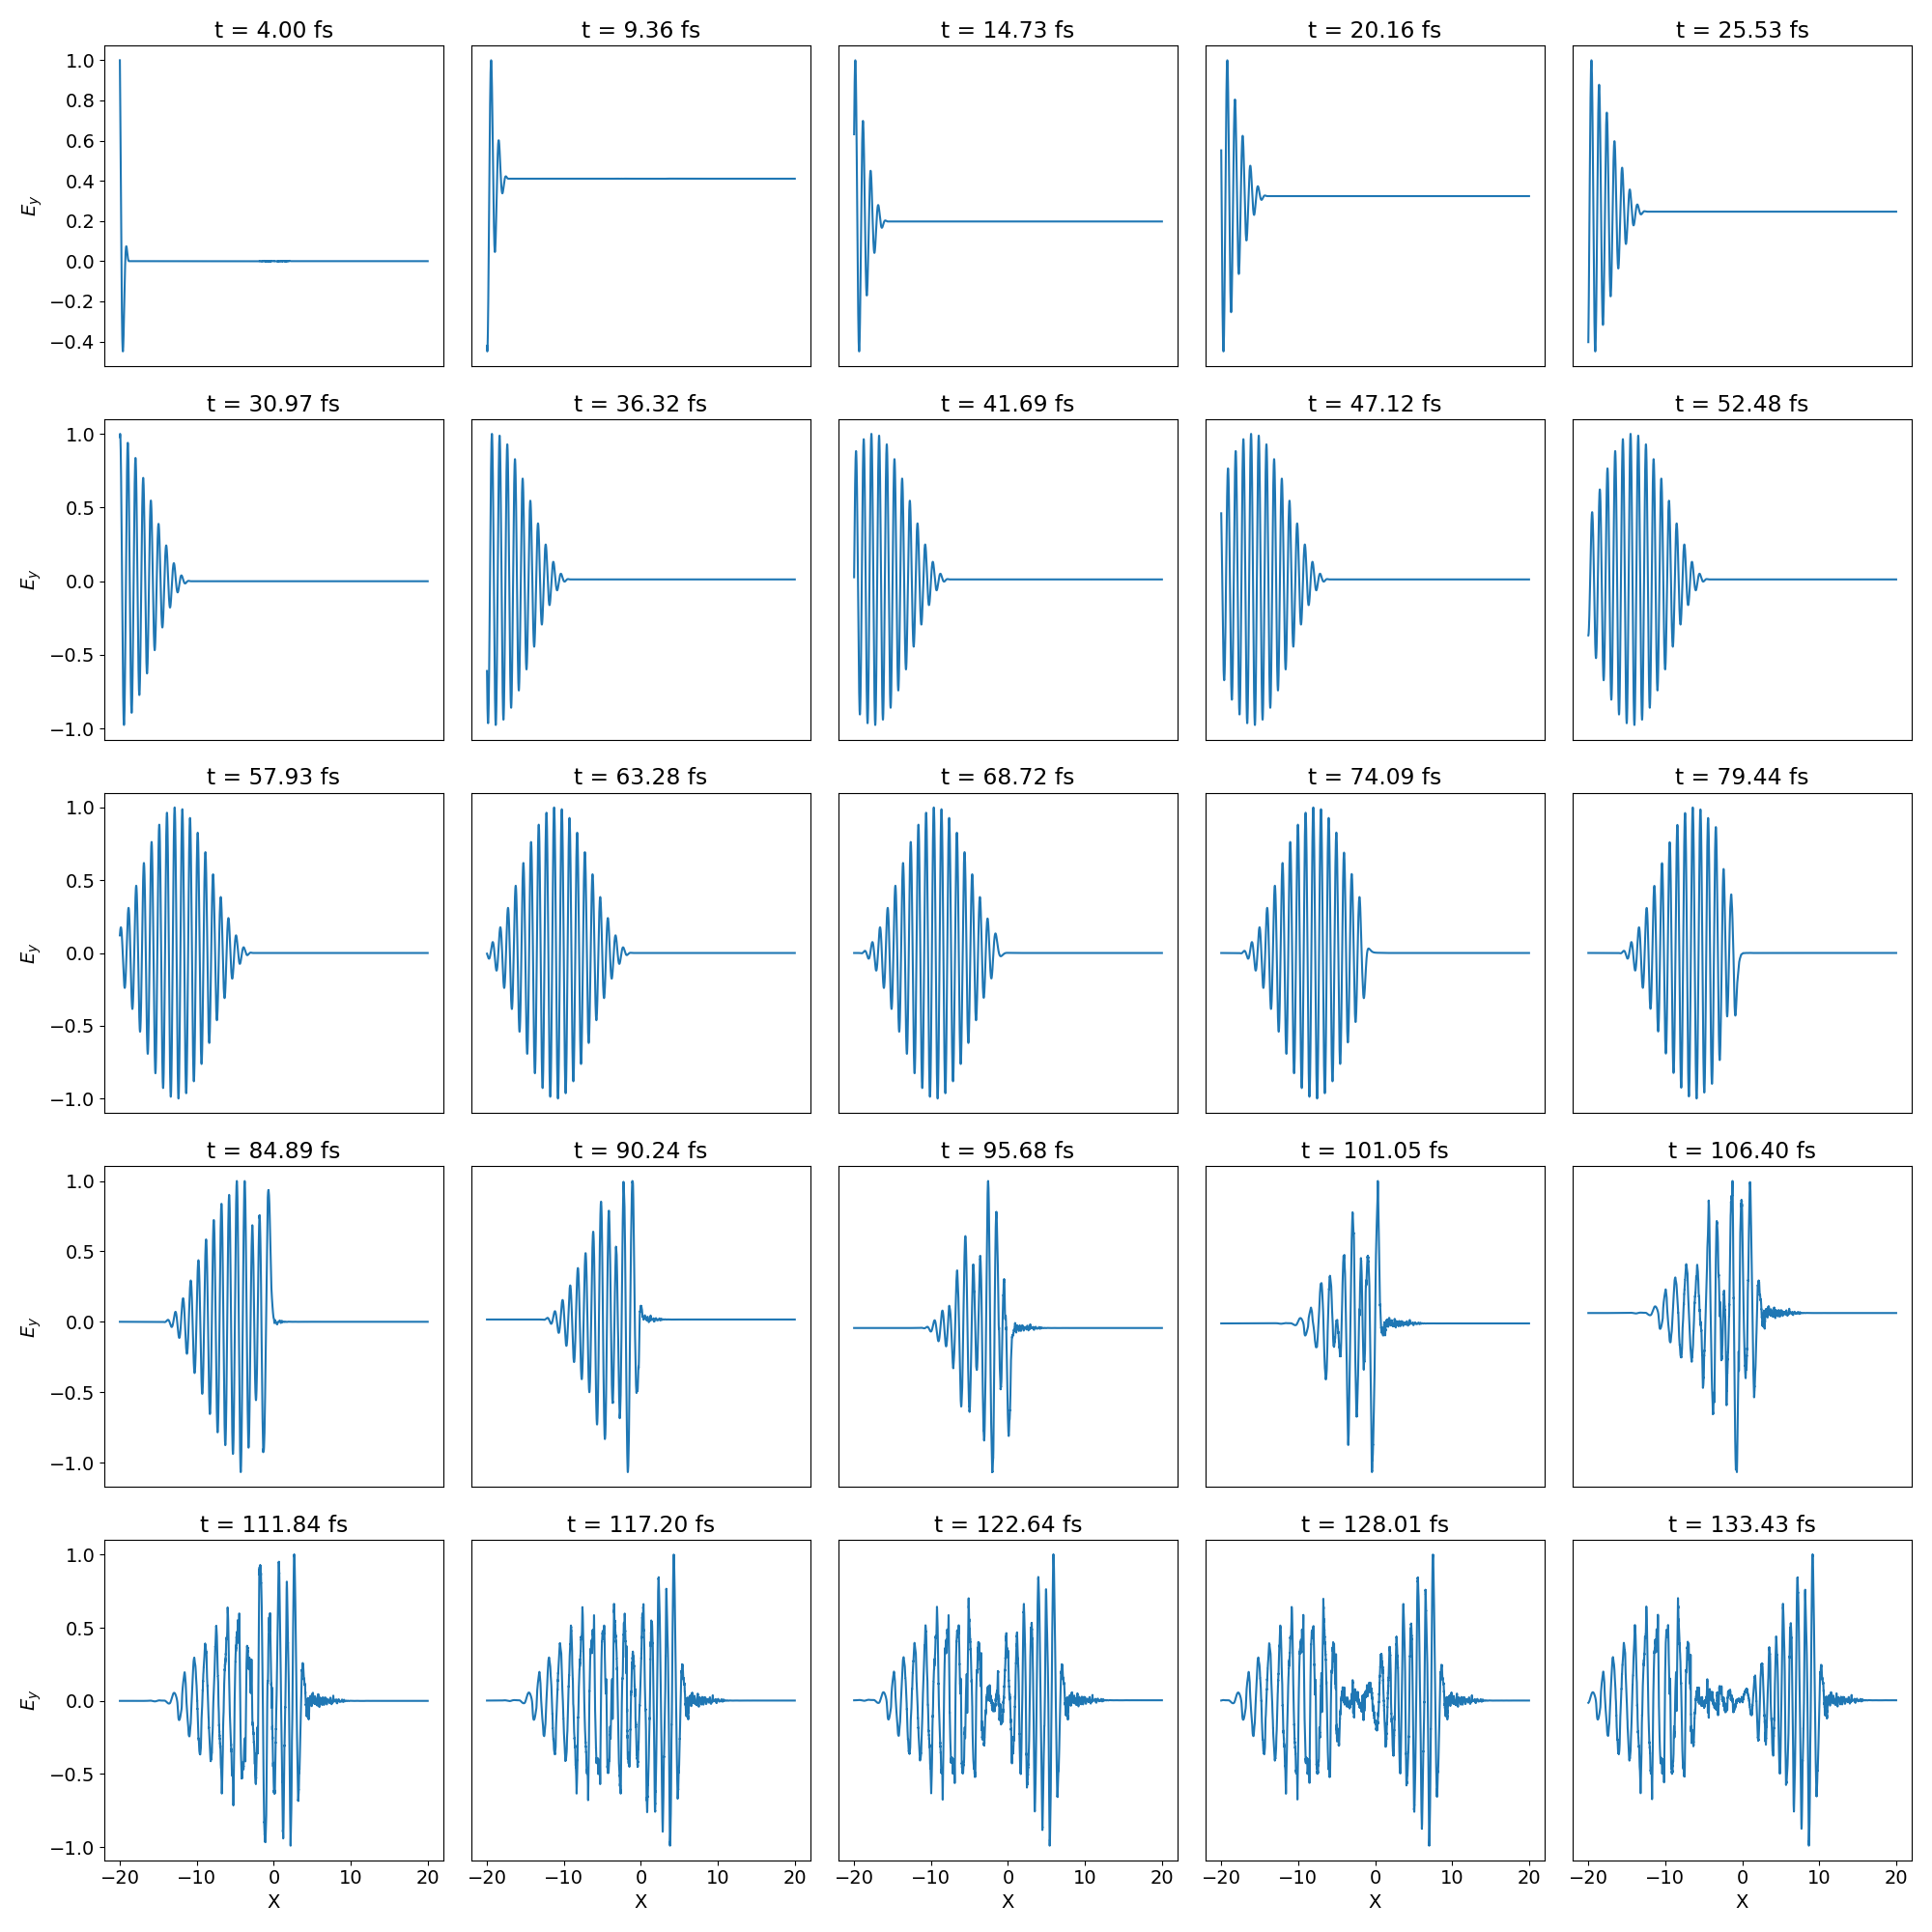 t = 4.00 fs t = 9.36 fs t = 14.73 fs t = 20.16 fs t = 25.53 fs
1.0
0.8
0.6
0.4
0.2
0.0
−0.2
−0.4
E_y
t = 30.97 fs t = 36.32 fs t = 41.69 fs t = 47.12 fs t = 52.48 fs
1.0
0.5
0.0
−0.5
−1.0
E_y
t = 57.93 fs t = 63.28 fs t = 68.72 fs t = 74.09 fs t = 79.44 fs
1.0
0.5
0.0
−0.5
−1.0
E_y
t = 84.89 fs t = 90.24 fs t = 95.68 fs t = 101.05 fs t = 106.40 fs
1.0
0.5
0.0
−0.5
−1.0
E_y
t = 111.84 fs t = 117.20 fs t = 122.64 fs t = 128.01 fs t = 133.43 fs
1.0
0.5
0.0
−0.5
−1.0
E_y
−20 −10 0 10 20 −20 −10 0 10 20 −20 −10 0 10 20 −20 −10 0 10 20 −20 −10 0 10 20
X X X X X